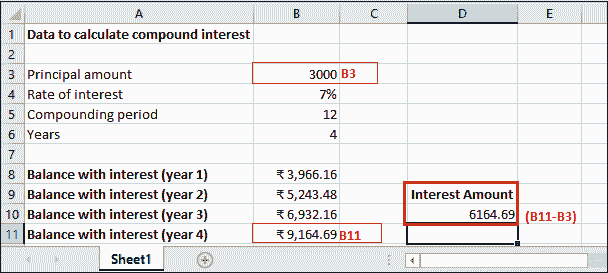 A B C D E
1 Data to calculate compound interest
2
3 Principal amount 3000 B3
4 Rate of interest 7%
5 Compounding period 12
6 Years 4
7
8 Balance with interest (year 1) ₹ 3,966.16
9 Balance with interest (year 2) ₹ 5,243.48 Interest Amount
10 Balance with interest (year 3) ₹ 6,932.16 6164.69 (B11-B3)
11 Balance with interest (year 4) ₹ 9,164.69 B11
Sheet1